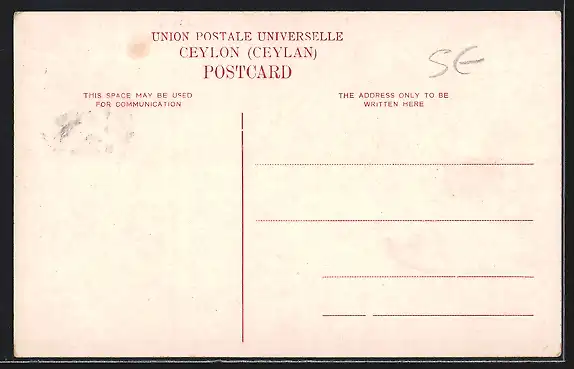 UNION POSTALE UNIVERSELLE
CEYLON (CEYLAN)
POSTCARD
SE
THIS SPACE MAY BE USED
FOR COMMUNICATION
THE ADDRESS ONLY TO BE
WRITTEN HERE